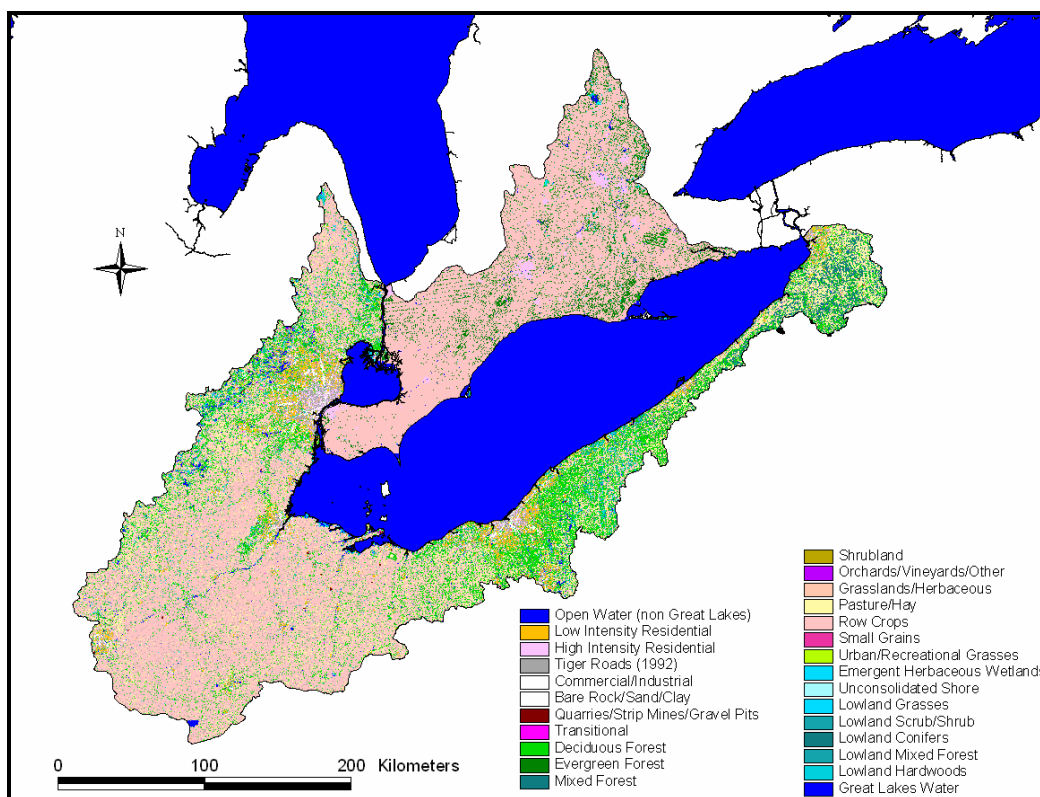 N
Shrubland
Orchards/Vineyards/Other
Grasslands/Herbaceous
Pasture/Hay
Row Crops
Small Grains
Urban/Recreational Grasses
Emergent Herbaceous Wetlands
Unconsolidated Shore
Lowland Grasses
Lowland Scrub/Shrub
Lowland Conifers
Lowland Mixed Forest
Lowland Hardwoods
Great Lakes Water
Open Water (non Great Lakes)
Low Intensity Residential
High Intensity Residential
Tiger Roads (1992)
Commercial/Industrial
Bare Rock/Sand/Clay
Quarries/Strip Mines/Gravel Pits
Transitional
Deciduous Forest
Evergreen Forest
Mixed Forest
0 100 200 Kilometers